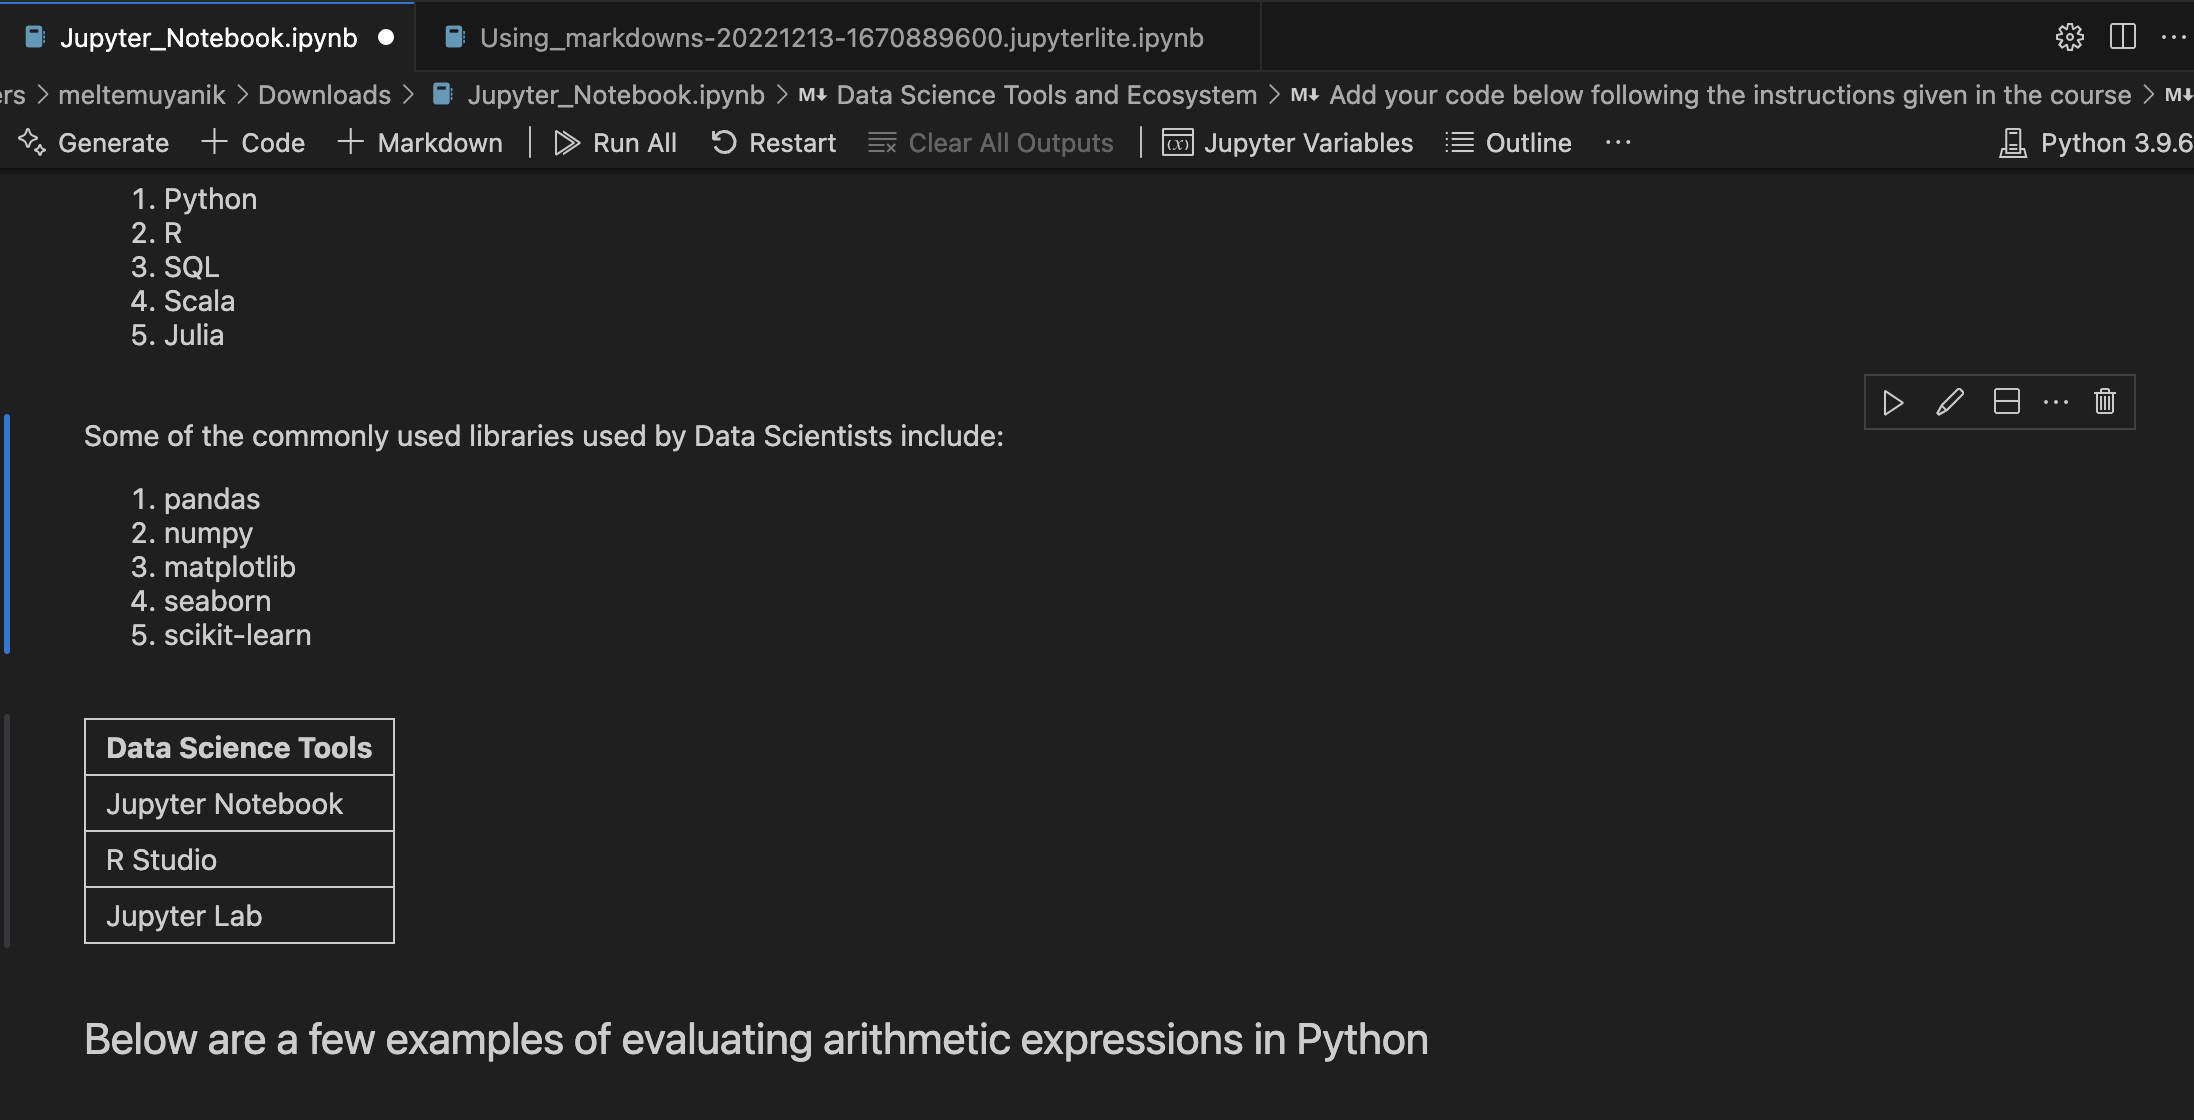 Jupyter_Notebook.ipynb
Using_markdowns-20221213-1670889600.jupyterlite.ipynb
ers > meltemuyanik > Downloads > Jupyter_Notebook.ipynb > M↓ Data Science Tools and Ecosystem > M↓ Add your code below following the instructions given in the course > M↓
Generate + Code + Markdown | Run All Restart Clear All Outputs | (x) Jupyter Variables Outline ... Python 3.9.6
1. Python
2. R
3. SQL
4. Scala
5. Julia
Some of the commonly used libraries used by Data Scientists include:
1. pandas
2. numpy
3. matplotlib
4. seaborn
5. scikit-learn
Data Science Tools
Jupyter Notebook
R Studio
Jupyter Lab
Below are a few examples of evaluating arithmetic expressions in Python